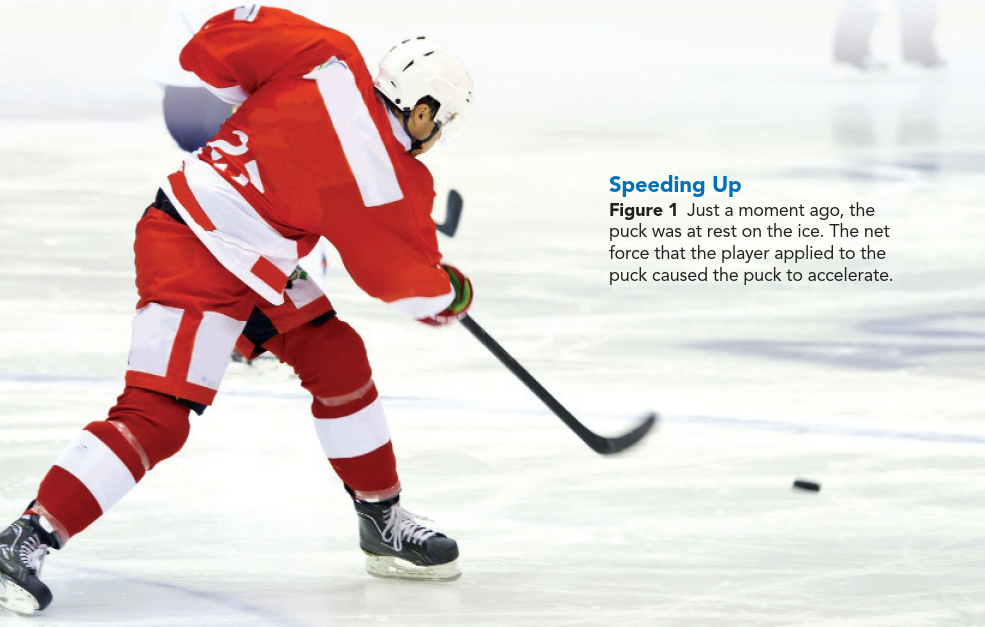 Speeding Up
Figure 1 Just a moment ago, the
puck was at rest on the ice. The net
force that the player applied to the
puck caused the puck to accelerate.